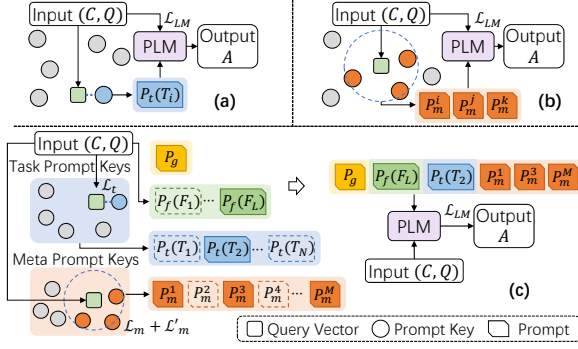 Input (C, Q)
L_LM
PLM
Output
A
P_t(T_i)
(a)
Input (C, Q)
L_LM
PLM
Output
A
P_m^i P_m^j P_m^k
(b)
Input (C, Q)
Task Prompt Keys
L_t
P_g
P_f(F_1) ... P_f(F_L)
P_t(T_1) P_t(T_2) ... P_t(T_N)
Meta Prompt Keys
P_m^1 P_m^2 P_m^3 P_m^4 ... P_m^M
L_m + L'_m
P_g P_f(F_L) P_t(T_2) P_m^1 P_m^3 P_m^M
PLM
L_LM
Output
A
Input (C, Q)
(c)
Query Vector Prompt Key Prompt